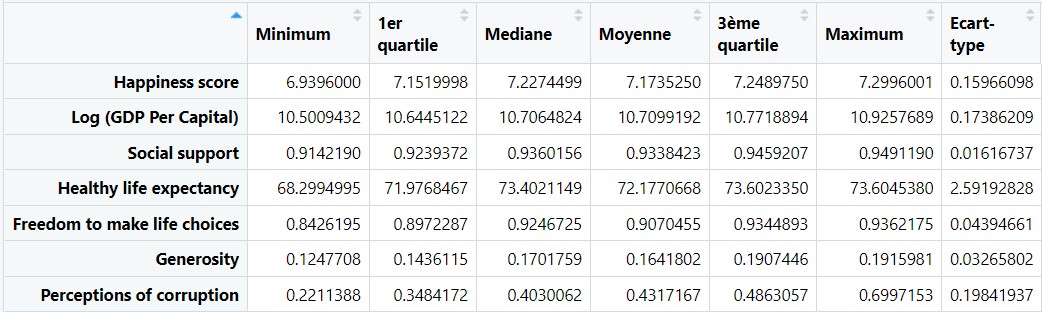 Minimum 1er quartile Mediane Moyenne 3ème quartile Maximum Ecart-type
Happiness score 6.9396000 7.1519998 7.2274499 7.1735250 7.2489750 7.2996001 0.15966098
Log (GDP Per Capital) 10.5009432 10.6445122 10.7064824 10.7099192 10.7718894 10.9257689 0.17386209
Social support 0.9142190 0.9239372 0.9360156 0.9338423 0.9459207 0.9491190 0.01616737
Healthy life expectancy 68.2994995 71.9768467 73.4021149 72.1770668 73.6023350 73.6045380 2.59192828
Freedom to make life choices 0.8426195 0.8972287 0.9246725 0.9070455 0.9344893 0.9362175 0.04394661
Generosity 0.1247708 0.1436115 0.1701759 0.1641802 0.1907446 0.1915981 0.03265802
Perceptions of corruption 0.2211388 0.3484172 0.4030062 0.4317167 0.4863057 0.6997153 0.19841937